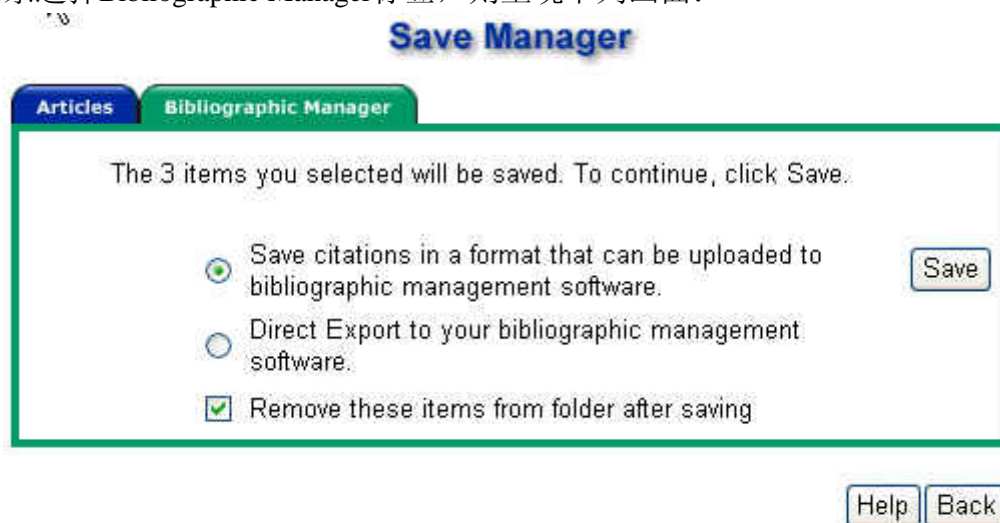 Bibliographic Manager
Save Manager
Articles Bibliographic Manager
The 3 items you selected will be saved. To continue, click Save.
Save citations in a format that can be uploaded to
bibliographic management software.
Save
Direct Export to your bibliographic management
software.
Remove these items from folder after saving
Help Back